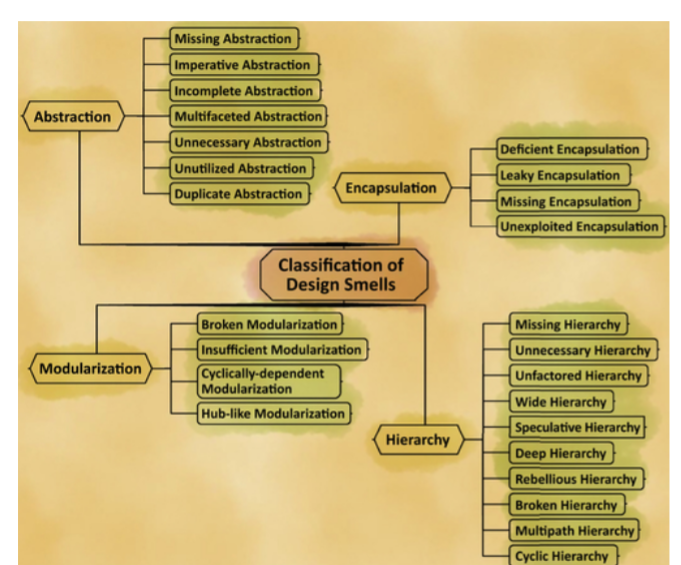 Missing Abstraction
Imperative Abstraction
Incomplete Abstraction
Abstraction
Multifaceted Abstraction
Unnecessary Abstraction
Unutilized Abstraction
Duplicate Abstraction
Encapsulation
Deficient Encapsulation
Leaky Encapsulation
Missing Encapsulation
Unexploited Encapsulation
Classification of
Design Smells
Modularization
Broken Modularization
Insufficient Modularization
Cyclically-dependent
Modularization
Hub-like Modularization
Hierarchy
Missing Hierarchy
Unnecessary Hierarchy
Unfactored Hierarchy
Wide Hierarchy
Speculative Hierarchy
Deep Hierarchy
Rebellious Hierarchy
Broken Hierarchy
Multipath Hierarchy
Cyclic Hierarchy